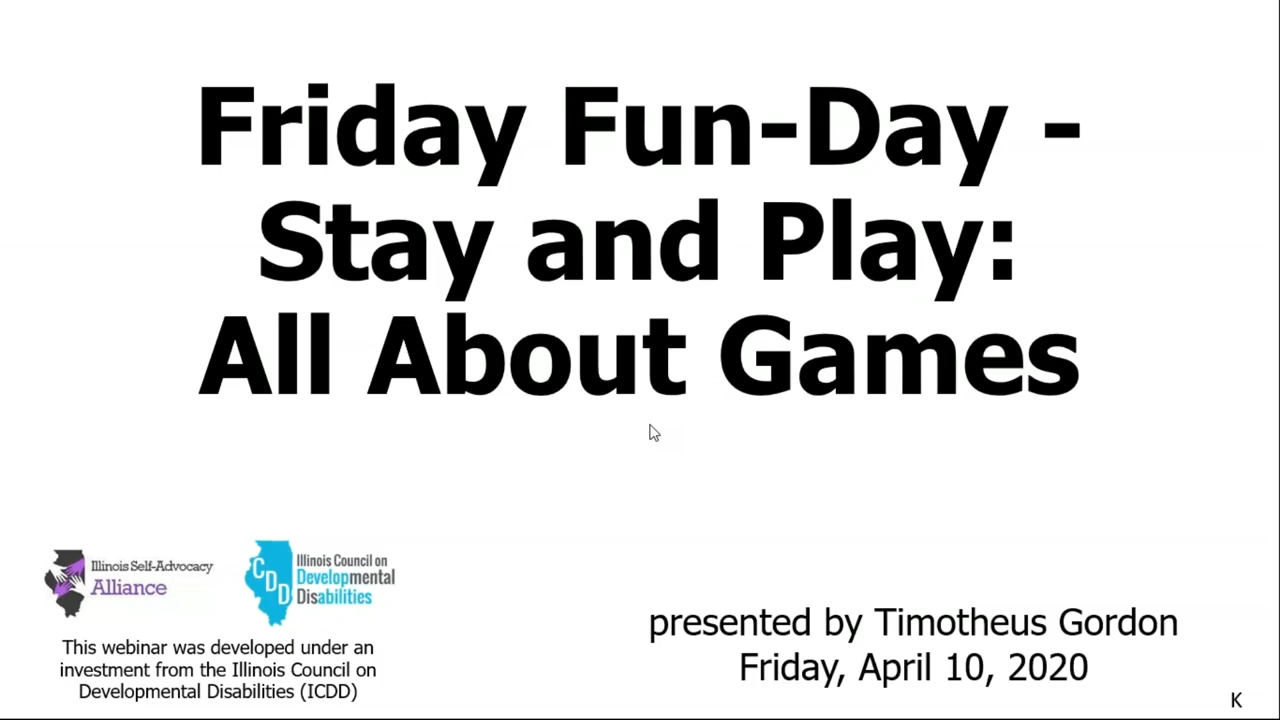 Friday Fun-Day -
Stay and Play:
All About Games
Illinois Self-Advocacy
Alliance
CDD
Illinois Council on
Developmental
Disabilities
This webinar was developed under an
investment from the Illinois Council on
Developmental Disabilities (ICDD)
presented by Timotheus Gordon
Friday, April 10, 2020
K